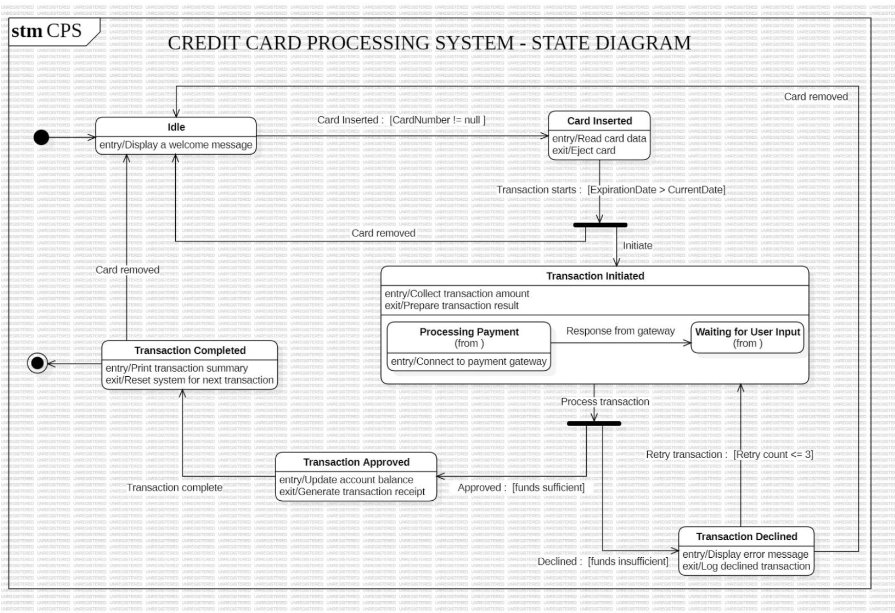 stm CPS
CREDIT CARD PROCESSING SYSTEM - STATE DIAGRAM
Card removed
Idle
entry/Display a welcome message
Card Inserted : [CardNumber != null ]
Card Inserted
entry/Read card data
exit/Eject card
Transaction starts : [ExpirationDate > CurrentDate]
Card removed
Initiate
Card removed
Transaction Initiated
entry/Collect transaction amount
exit/Prepare transaction result
Processing Payment
(from )
entry/Connect to payment gateway
Response from gateway
Waiting for User Input
(from )
Transaction Completed
entry/Print transaction summary
exit/Reset system for next transaction
Process transaction
Retry transaction : [Retry count <= 3]
Transaction Approved
entry/Update account balance
exit/Generate transaction receipt
Transaction complete
Approved : [funds sufficient]
Declined : [funds insufficient]
Transaction Declined
entry/Display error message
exit/Log declined transaction